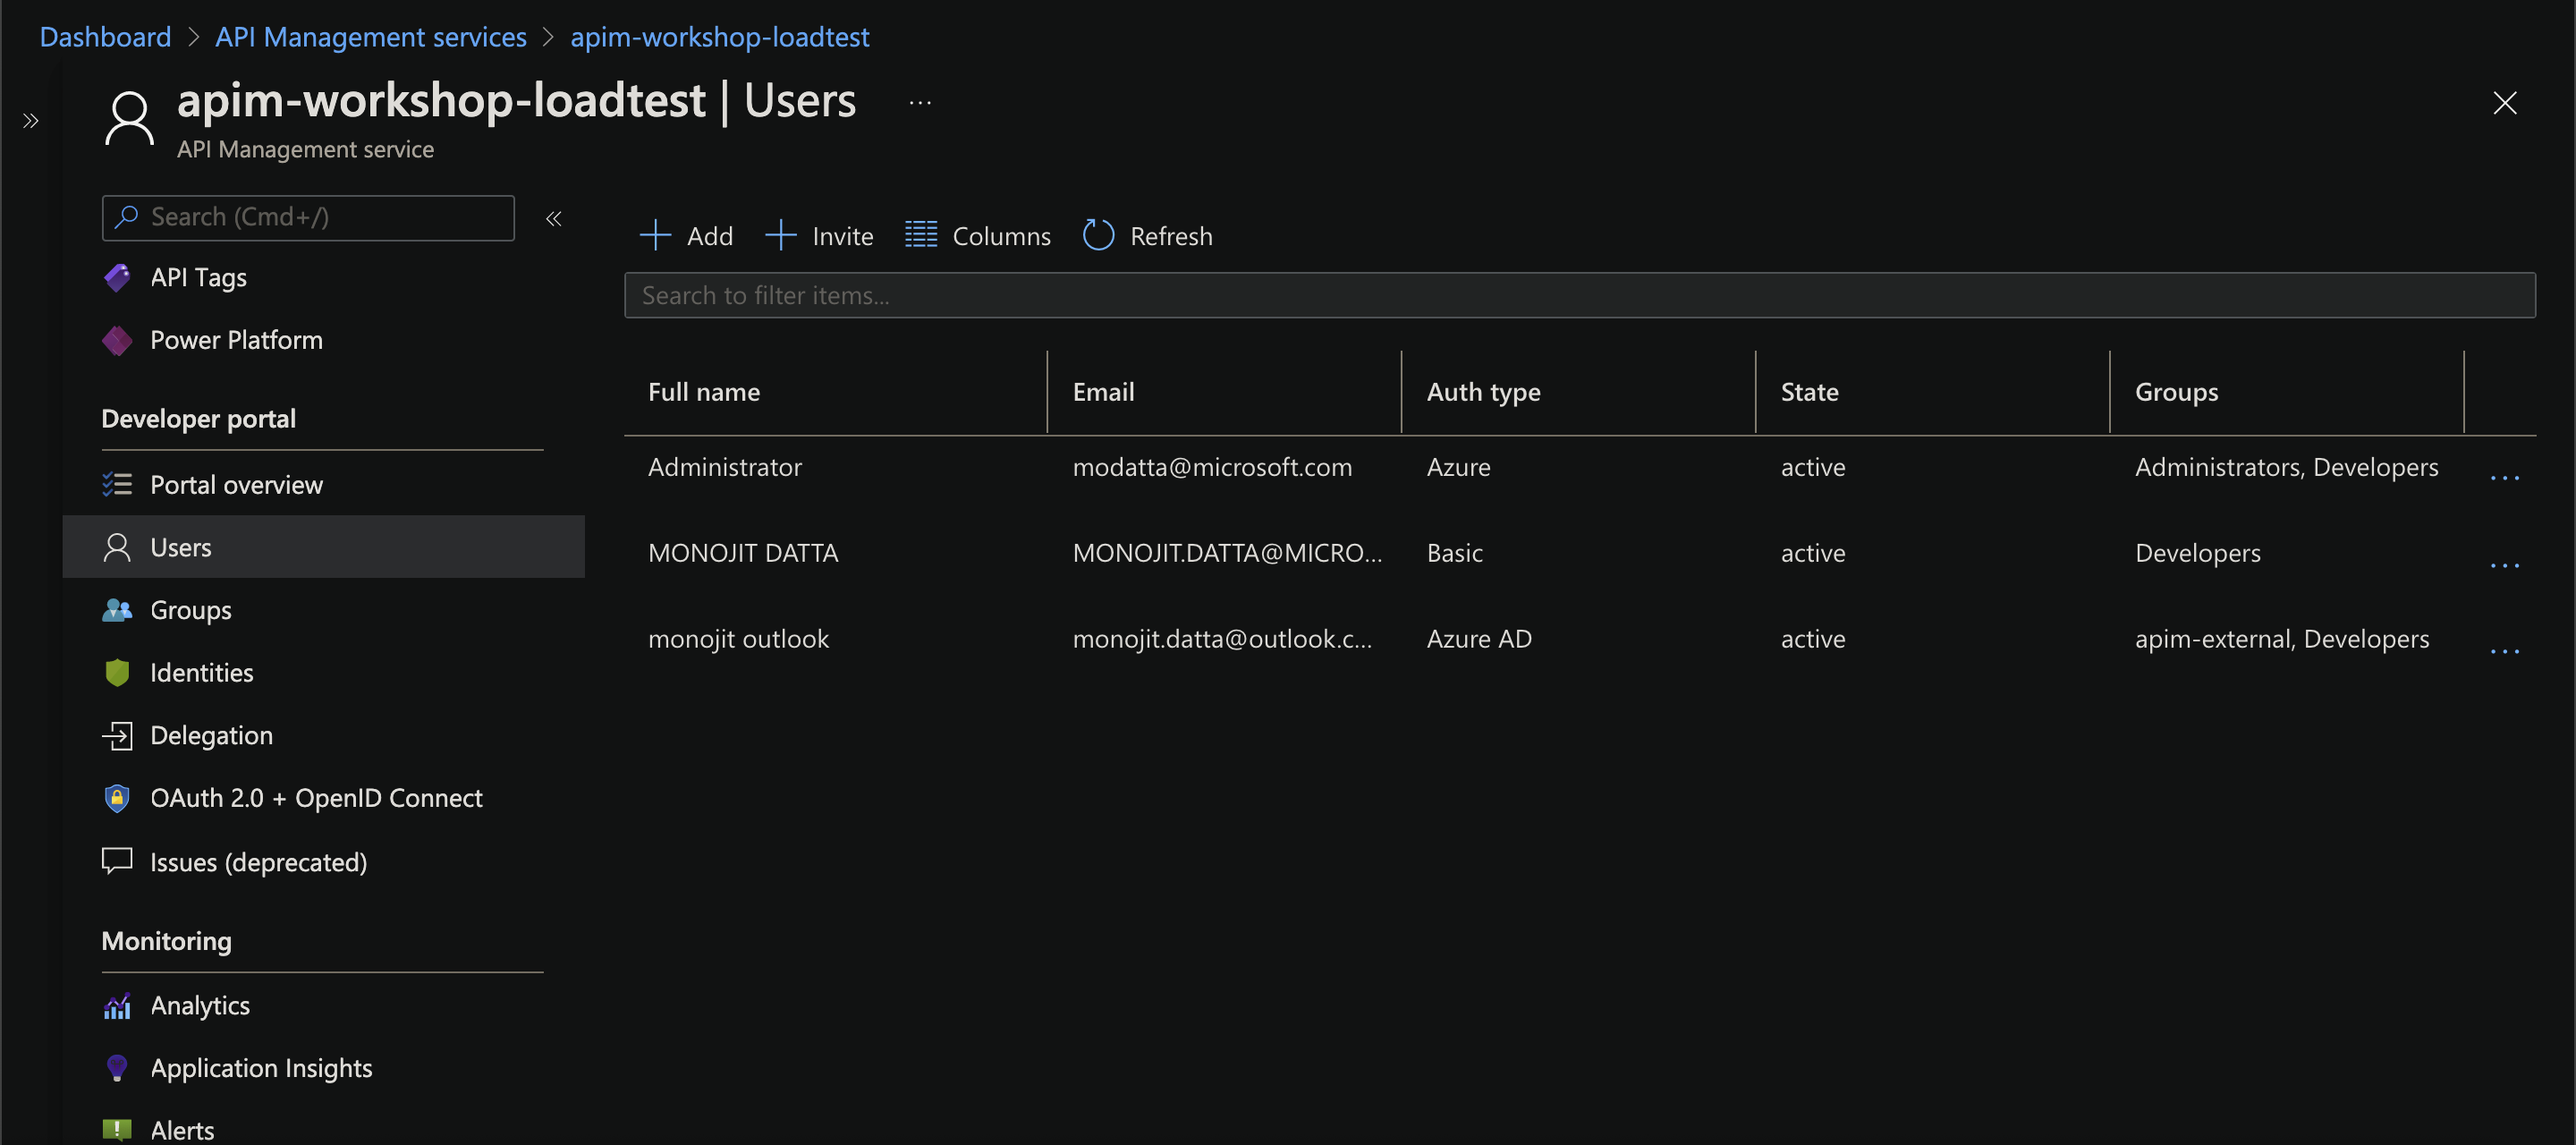 Dashboard > API Management services > apim-workshop-loadtest
apim-workshop-loadtest | Users ...
API Management service
Search (Cmd+/)
API Tags
Power Platform
Developer portal
Portal overview
Users
Groups
Identities
Delegation
OAuth 2.0 + OpenID Connect
Issues (deprecated)
Monitoring
Analytics
Application Insights
Alerts
Add Invite Columns Refresh
Search to filter items...
Full name Email Auth type State Groups
Administrator modatta@microsoft.com Azure active Administrators, Developers ...
MONOJIT DATTA MONOJIT.DATTA@MICRO... Basic active Developers ...
monojit outlook monojit.datta@outlook.c... Azure AD active apim-external, Developers ...